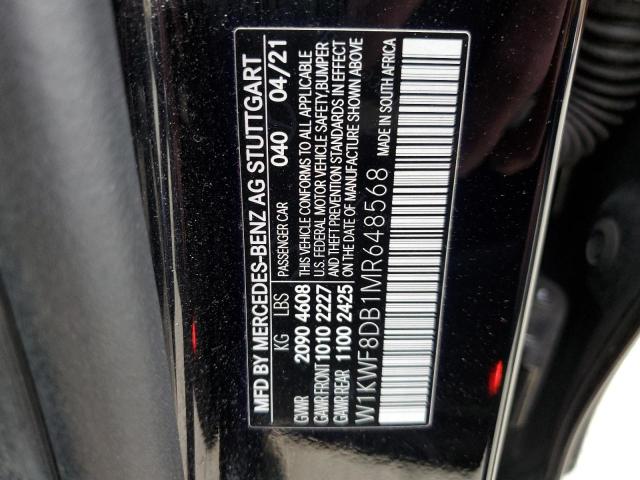 MFD BY MERCEDES-BENZ AG STUTTGART
KG LBS PASSENGER CAR 040 04/21
GVWR 2090 4608 THIS VEHICLE CONFORMS TO ALL APPLICABLE
GAWR FRONT 1010 2227 U.S. FEDERAL MOTOR VEHICLE SAFETY,BUMPER
GAWR REAR 1100 2425 AND THEFT PREVENTION STANDARDS IN EFFECT
ON DATE OF MANUFACTURE SHOWN ABOVE
W1KWF8DB1MR648568 MADE IN SOUTH AFRICA